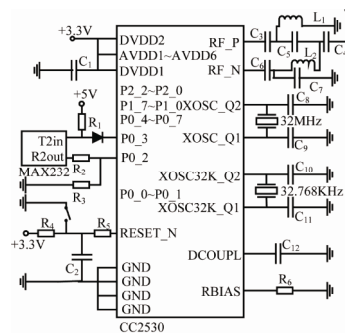 +3.3V
C1
DVDD2
AVDD1~AVDD6
DVDD1
RF_P
RF_N
C3
L1
C5
L2
C6
C7
P2_2~P2_0
P1_7~P1_0
P0_4~P0_7
XOSC_Q2
C8
32MHz
XOSC_Q1
C9
+5V
R1
T2in
R2out
MAX232
P0_3
P0_2
R2
R3
P0_0~P0_1
XOSC32K_Q2
C10
32.768kHz
XOSC32K_Q1
C11
R4
+3.3V
R5
RESET_N
C2
DCOUPL
C12
GND
GND
GND
GND
RBIAS
R6
CC2530